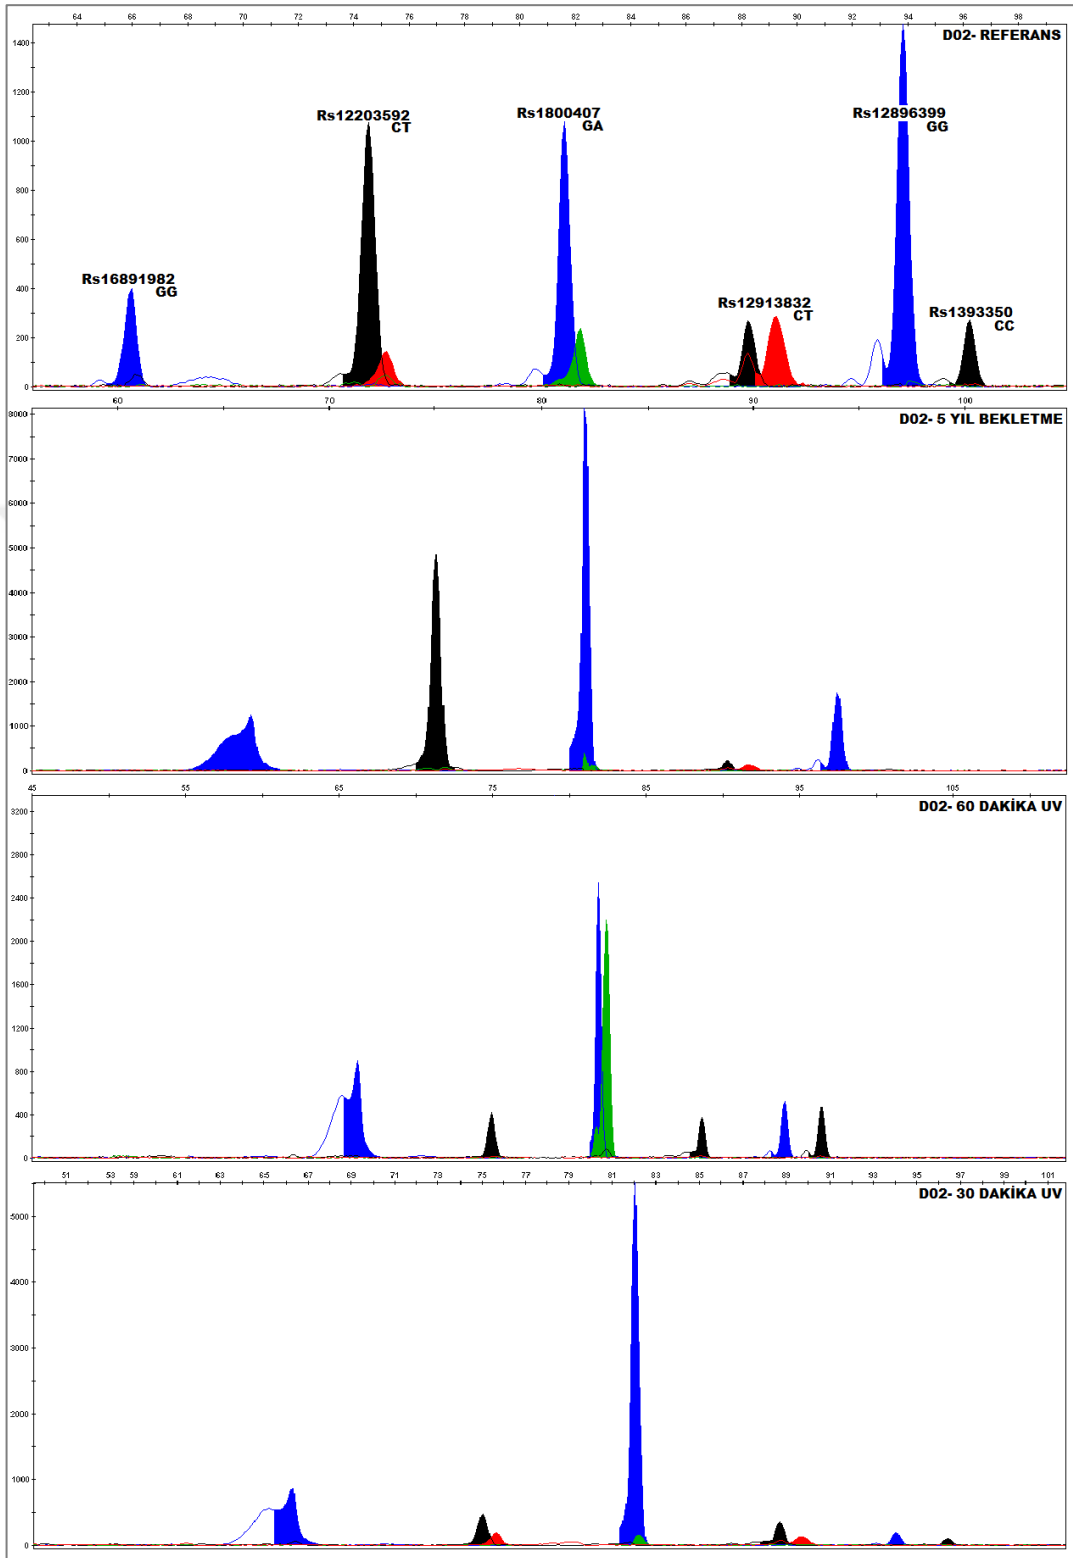 64 66 68 70 72 74 76 78 80 82 84 86 88 90 92 94 96 98
D02- REFERANS
1400
1200
1000
800
600
400
200
0
Rs16891982
GG
Rs12203592
CT
Rs1800407
GA
Rs12913832
CT
Rs12896399
GG
Rs1393350
CC
60 70 80 90 100
D02- 5 YIL BEKLETME
8000
7000
6000
5000
4000
3000
2000
1000
0
45 55 65 75 85 95 105
D02- 60 DAKİKA UV
3200
2800
2400
2000
1600
1200
800
400
0
51 53 59 61 63 65 67 69 71 73 75 77 79 81 83 85 87 89 91 93 95 97 99 101
D02- 30 DAKİKA UV
5000
4000
3000
2000
1000
0